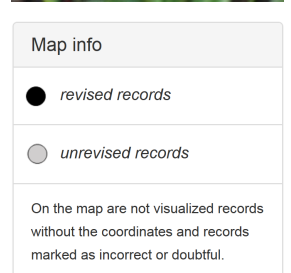 Map info
revised records
unrevised records
On the map are not visualized records
without the coordinates and records
marked as incorrect or doubtful.